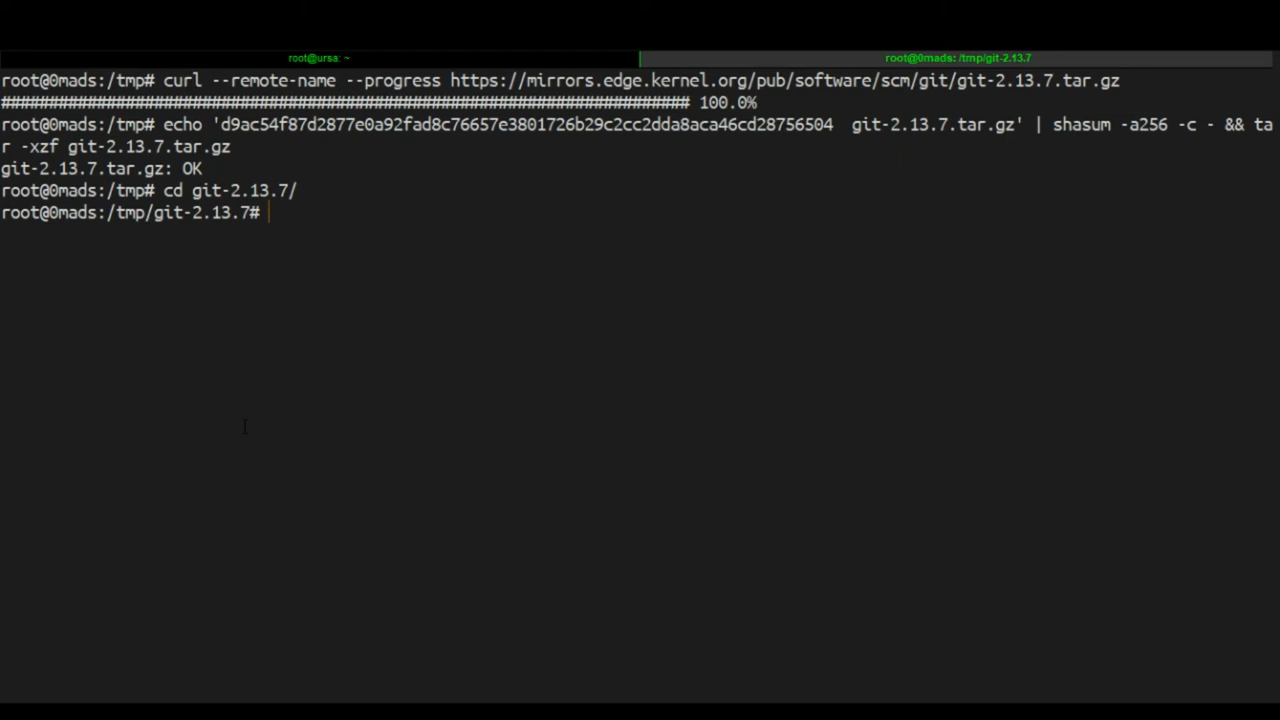 root@ursa: ~
root@0mads: /tmp/git-2.13.7
root@0mads:/tmp# curl --remote-name --progress https://mirrors.edge.kernel.org/pub/software/scm/git/git-2.13.7.tar.gz
######################################################################## 100.0%
root@0mads:/tmp# echo 'd9ac54f87d2877e0a92fad8c76657e3801726b29c2cc2dda8aca46cd28756504  git-2.13.7.tar.gz' | shasum -a256 -c - && ta
r -xzf git-2.13.7.tar.gz
git-2.13.7.tar.gz: OK
root@0mads:/tmp# cd git-2.13.7/
root@0mads:/tmp/git-2.13.7#